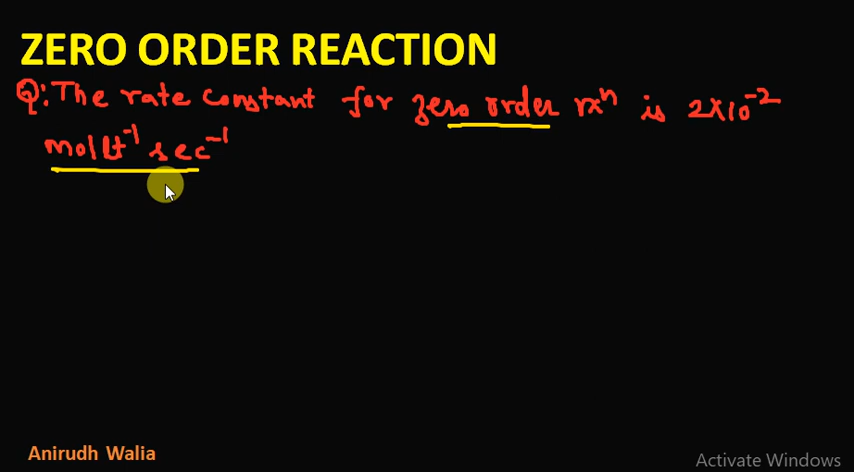 ZERO ORDER REACTION
Q:The rate constant for zero order rxⁿ is 2×10⁻²
mol lt⁻¹ sec⁻¹
Anirudh Walia
Activate Windows